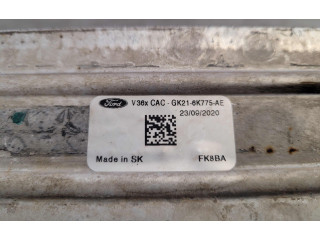 Ford V36x CAC - GK21-6K775-AE
23/09/2020
Made in SK FK8BA